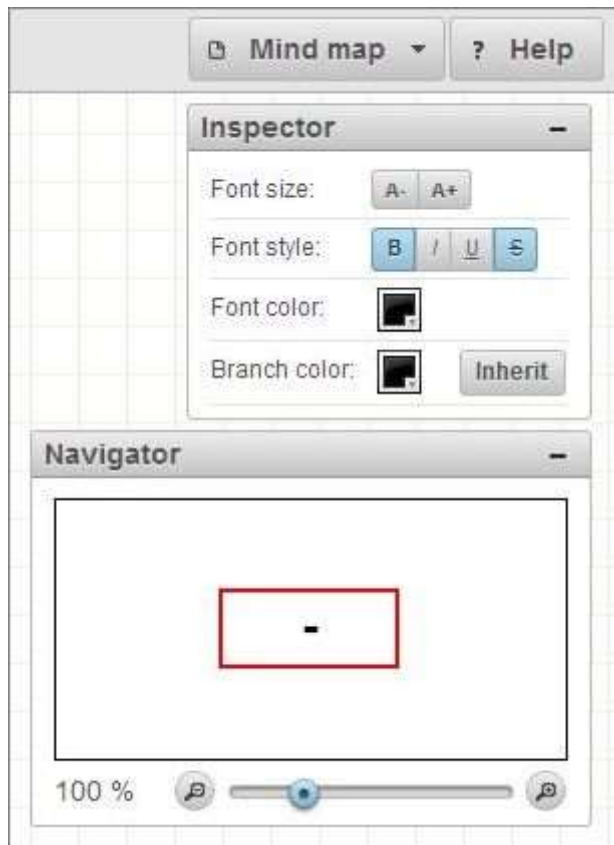 Mind map ? Help
Inspector
Font size: A- A+
Font style: B I U S
Font color:
Branch color: Inherit
Navigator
100 %